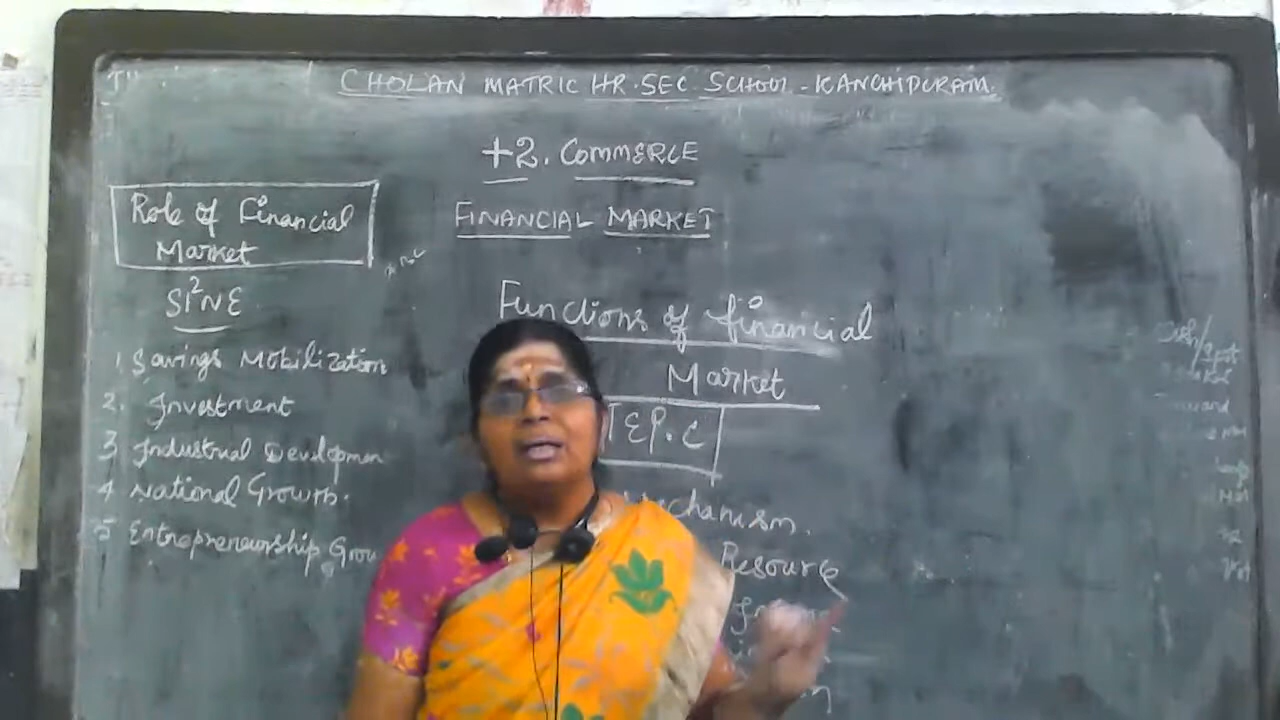 CHOLAN MATRIC HR.SEC SCHOOL - KANCHIPURAM.
+2. COMMERCE
FINANCIAL MARKET
Role of Financial
Market
SI²NE
1. Savings Mobilization
2. Investment
3 Industrial Developmen
4 National Growth.
5 Entrepreneurship Grow
Functions of financial
Market
TEP.C
Mechanism.
Resource